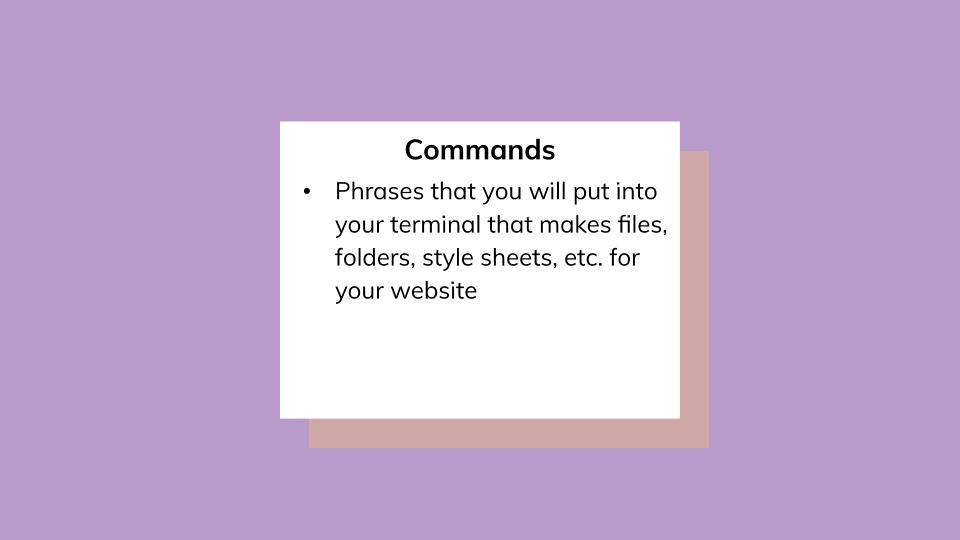 Commands
• Phrases that you will put into
your terminal that makes files,
folders, style sheets, etc. for
your website